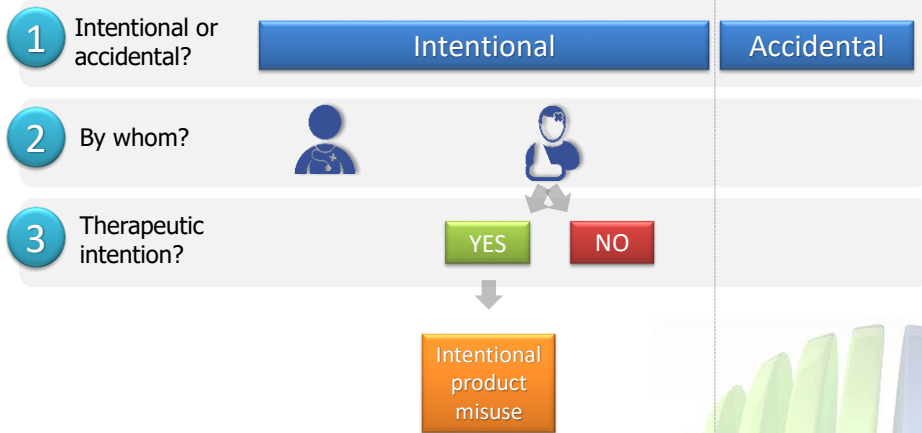 1
Intentional or
accidental?
Intentional
Accidental
2
By whom?
3
Therapeutic
intention?
YES
NO
Intentional
product
misuse